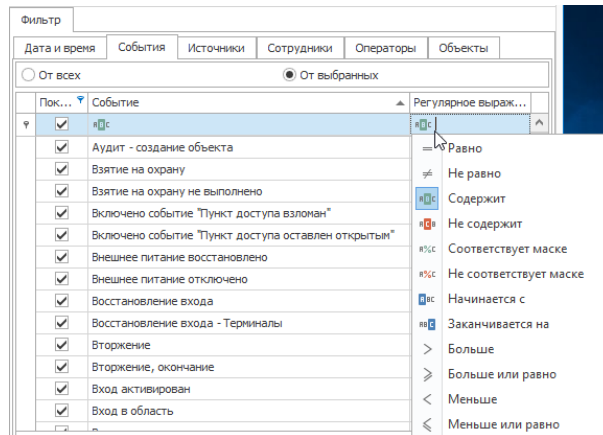 Фильтр
Дата и время События Источники Сотрудники Операторы Объекты
От всех От выбранных
Пок... Событие Регулярное выраж...
Аудит - создание объекта
Взятие на охрану
Взятие на охрану не выполнено
Включено событие "Пункт доступа взломан"
Включено событие "Пункт доступа оставлен открытым"
Внешнее питание восстановлено
Внешнее питание отключено
Восстановление входа
Восстановление входа - Терминалы
Вторжение
Вторжение, окончание
Вход активирован
Вход в область
= Равно
≠ Не равно
Содержит
Не содержит
Соответствует маске
Не соответствует маске
Начинается с
Заканчивается на
> Больше
⩾ Больше или равно
< Меньше
⩽ Меньше или равно